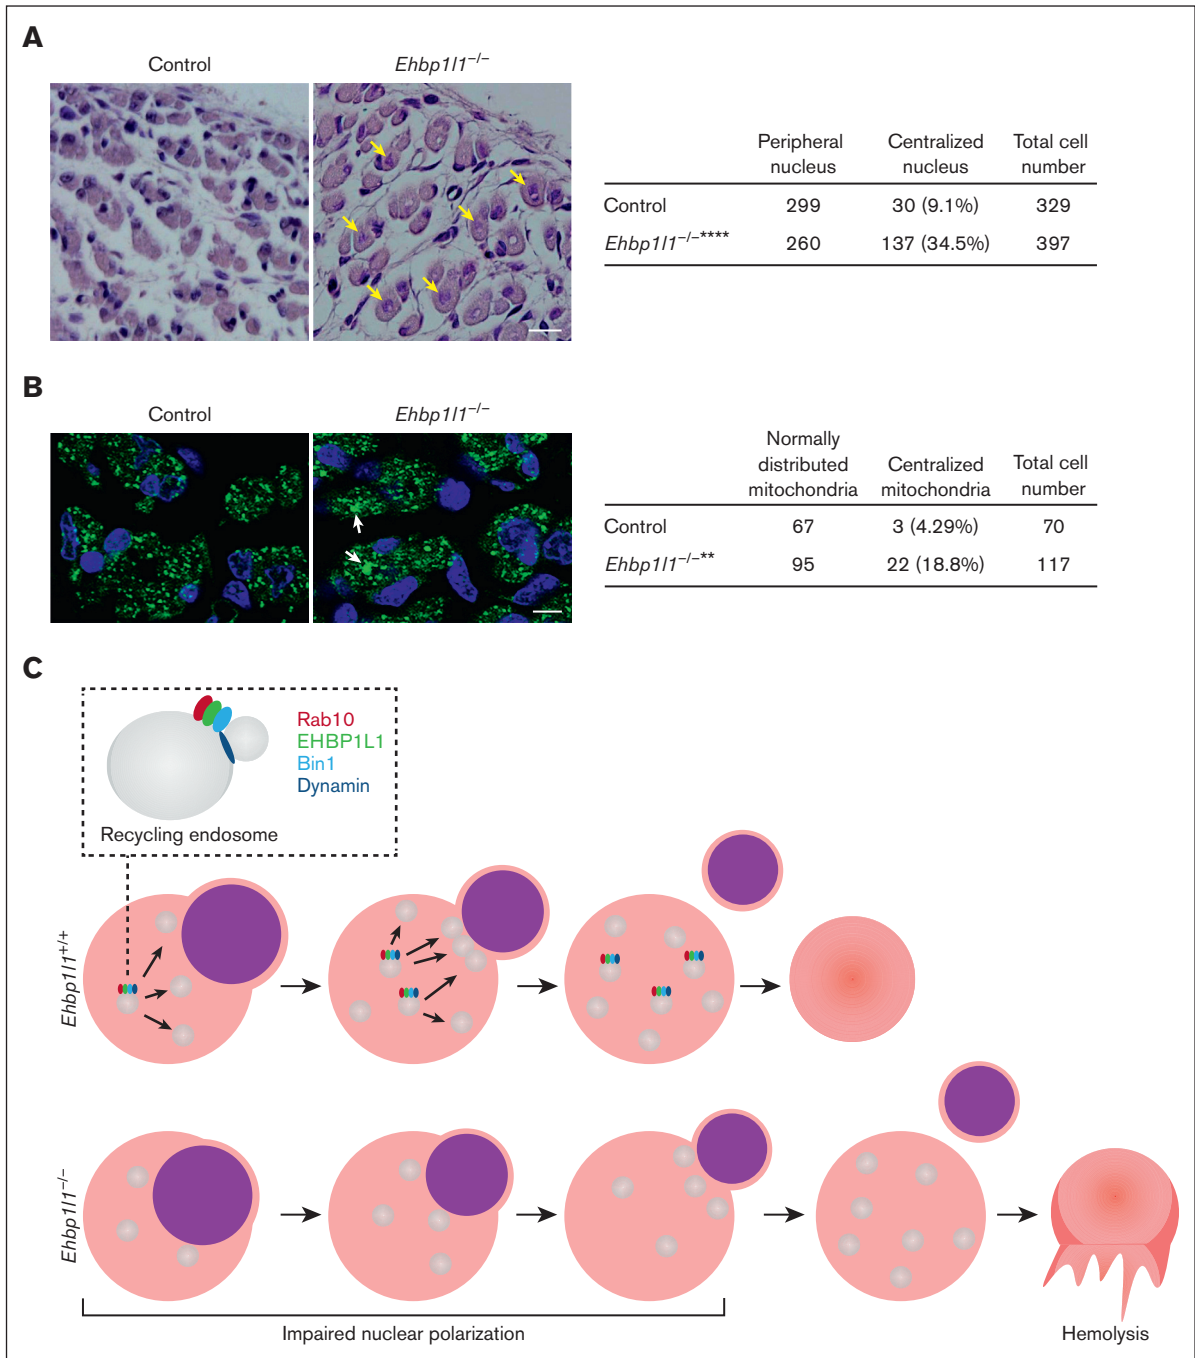 A
Control
Ehbp1l1−/−
Peripheral nucleus
Centralized nucleus
Total cell number
Control 299 30 (9.1%) 329
Ehbp1l1−/−**** 260 137 (34.5%) 397
B
Control
Ehbp1l1−/−
Normally distributed mitochondria
Centralized mitochondria
Total cell number
Control 67 3 (4.29%) 70
Ehbp1l1−/−** 95 22 (18.8%) 117
C
Rab10
EHBP1L1
Bin1
Dynamin
Recycling endosome
Ehbp1l1+/+
Ehbp1l1−/−
Impaired nuclear polarization
Hemolysis